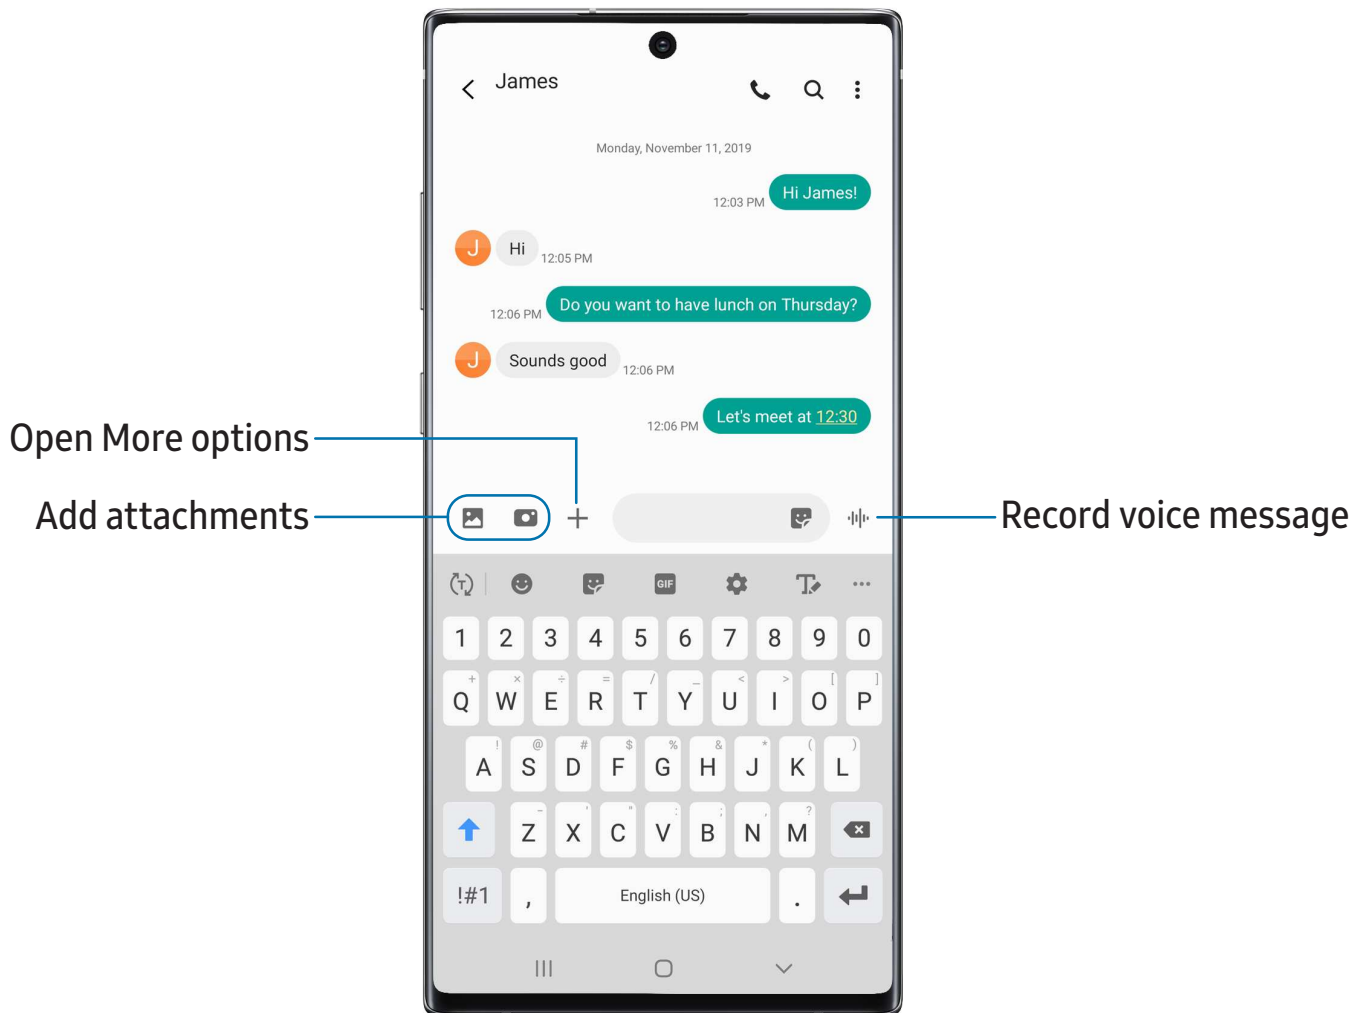 James
Monday, November 11, 2019
12:03 PM Hi James!
J Hi 12:05 PM
12:06 PM Do you want to have lunch on Thursday?
J Sounds good 12:06 PM
12:06 PM Let's meet at 12:30
Open More options
Add attachments
Record voice message
T GIF T
1 2 3 4 5 6 7 8 9 0
+ × ÷ = / _ < > [ ]
Q W E R T Y U I O P
! @ # $ % & * ( )
A S D F G H J K L
- ' " : ; , ?
Z X C V B N M
!#1 , English (US) .